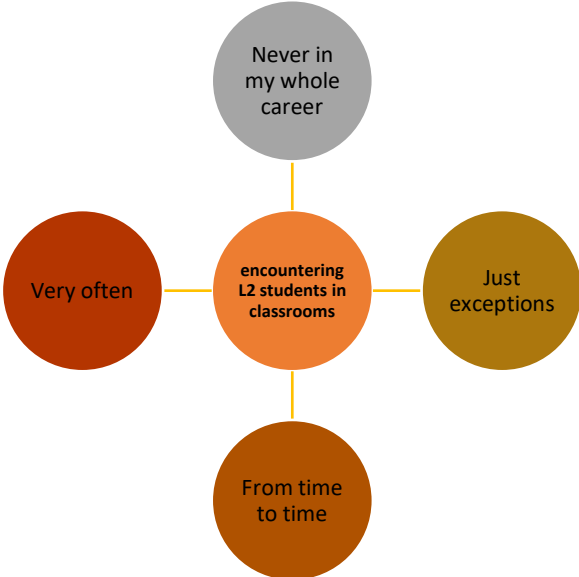 Never in
my whole
career
Very often
encountering
L2 students in
classrooms
Just
exceptions
From time
to time